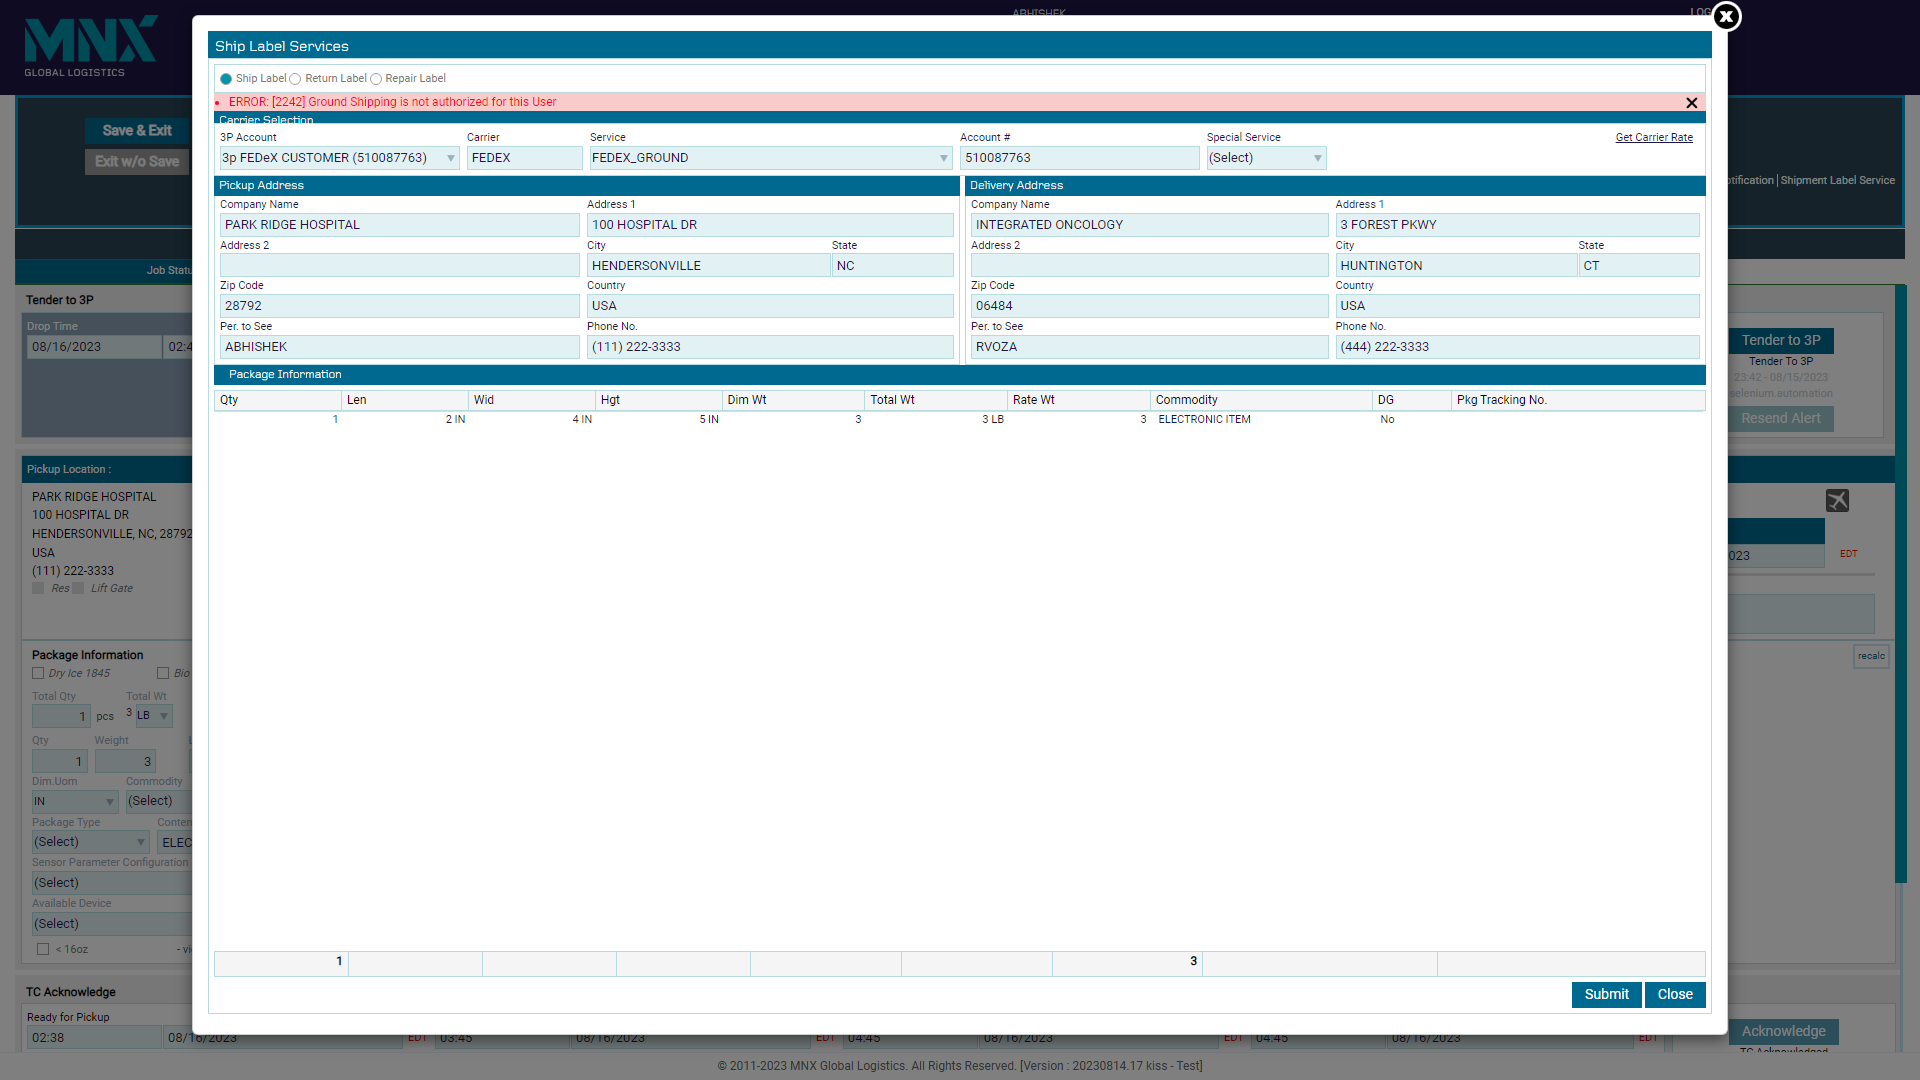 MNX
GLOBAL LOGISTICS
ABHISHEK
LOG
X
Save & Exit
Exit w/o Save
Notification | Shipment Label Service
Job Status
Tender to 3P
Drop Time
08/16/2023 02:4
Ship Label Services
Ship Label Return Label Repair Label
ERROR: [2242] Ground Shipping is not authorized for this User
Carrier Selection
3P Account Carrier Service Account # Special Service Get Carrier Rate
3p FEDeX CUSTOMER (510087763) FEDEX FEDEX_GROUND 510087763 (Select)
Pickup Address
Company Name Address 1
PARK RIDGE HOSPITAL 100 HOSPITAL DR
Address 2 City State
HENDERSONVILLE NC
Zip Code Country
28792 USA
Per. to See Phone No.
ABHISHEK (111) 222-3333
Delivery Address
Company Name Address 1
INTEGRATED ONCOLOGY 3 FOREST PKWY
Address 2 City State
HUNTINGTON CT
Zip Code Country
06484 USA
Per. to See Phone No.
RVOZA (444) 222-3333
Package Information
Qty Len Wid Hgt Dim Wt Total Wt Rate Wt Commodity DG Pkg Tracking No.
1 2 IN 4 IN 5 IN 3 3 LB 3 ELECTRONIC ITEM No
1 3
Submit Close
Tender to 3P
Tender To 3P
23:42 - 08/15/2023
selenium.automation
Resend Alert
Pickup Location :
PARK RIDGE HOSPITAL
100 HOSPITAL DR
HENDERSONVILLE, NC, 28792
USA
(111) 222-3333
Res Lift Gate
023 EDT
Package Information
recalc
Dry Ice 1845 Bio
Total Qty Total Wt
1 pcs 3 LB
Qty Weight L
1 3
Dim.Uom Commodity
IN (Select)
Package Type Conten
(Select) ELEC
Sensor Parameter Configuration
(Select)
Available Device
(Select)
< 16oz - vi
TC Acknowledge
Ready for Pickup
02:38 08/16/2023 EDT 03:45 08/16/2023 EDT 04:45 08/16/2023 EDT 04:45 08/16/2023 EDT
Acknowledge
TC Acknowledged
© 2011-2023 MNX Global Logistics. All Rights Reserved. [Version : 20230814.17 kiss - Test]